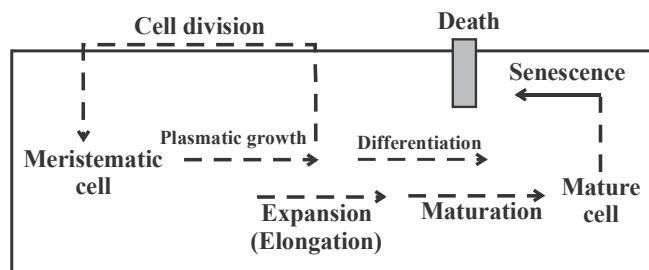 Cell division
Death
Senescence
Plasmatic growth
Differentiation
Meristematic
cell
Expansion
(Elongation)
Maturation
Mature
cell